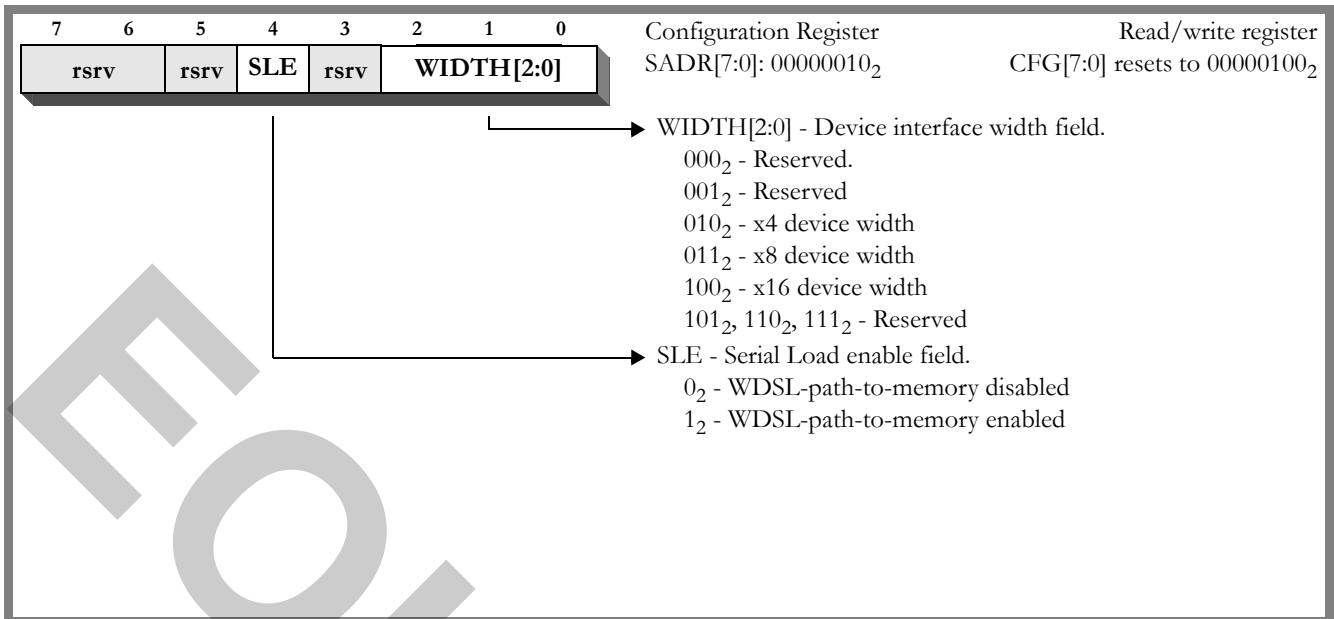 7 6 5 4 3 2 1 0
rsrv rsrv SLE rsrv WIDTH[2:0]
Configuration Register Read/write register
SADR[7:0]: 00000010₂ CFG[7:0] resets to 00000100₂
WIDTH[2:0] - Device interface width field.
000₂ - Reserved.
001₂ - Reserved
010₂ - x4 device width
011₂ - x8 device width
100₂ - x16 device width
101₂, 110₂, 111₂ - Reserved
SLE - Serial Load enable field.
0₂ - WDSL-path-to-memory disabled
1₂ - WDSL-path-to-memory enabled